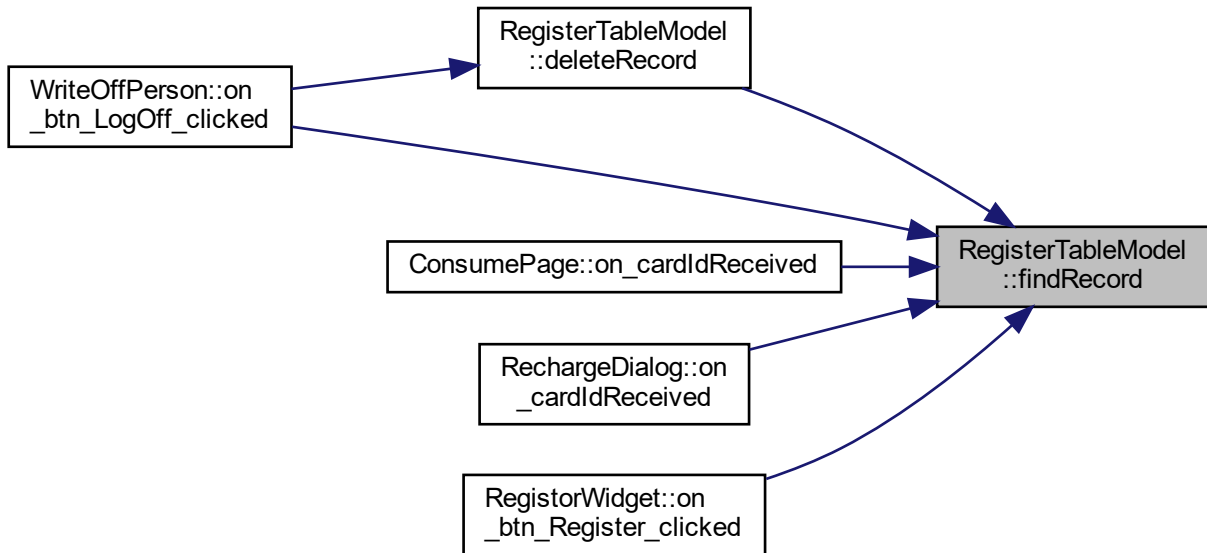 RegisterTableModel
::deleteRecord
WriteOffPerson::on
_btn_LogOff_clicked
ConsumePage::on_cardIdReceived
RegisterTableModel
::findRecord
RechargeDialog::on
_cardIdReceived
RegistorWidget::on
_btn_Register_clicked